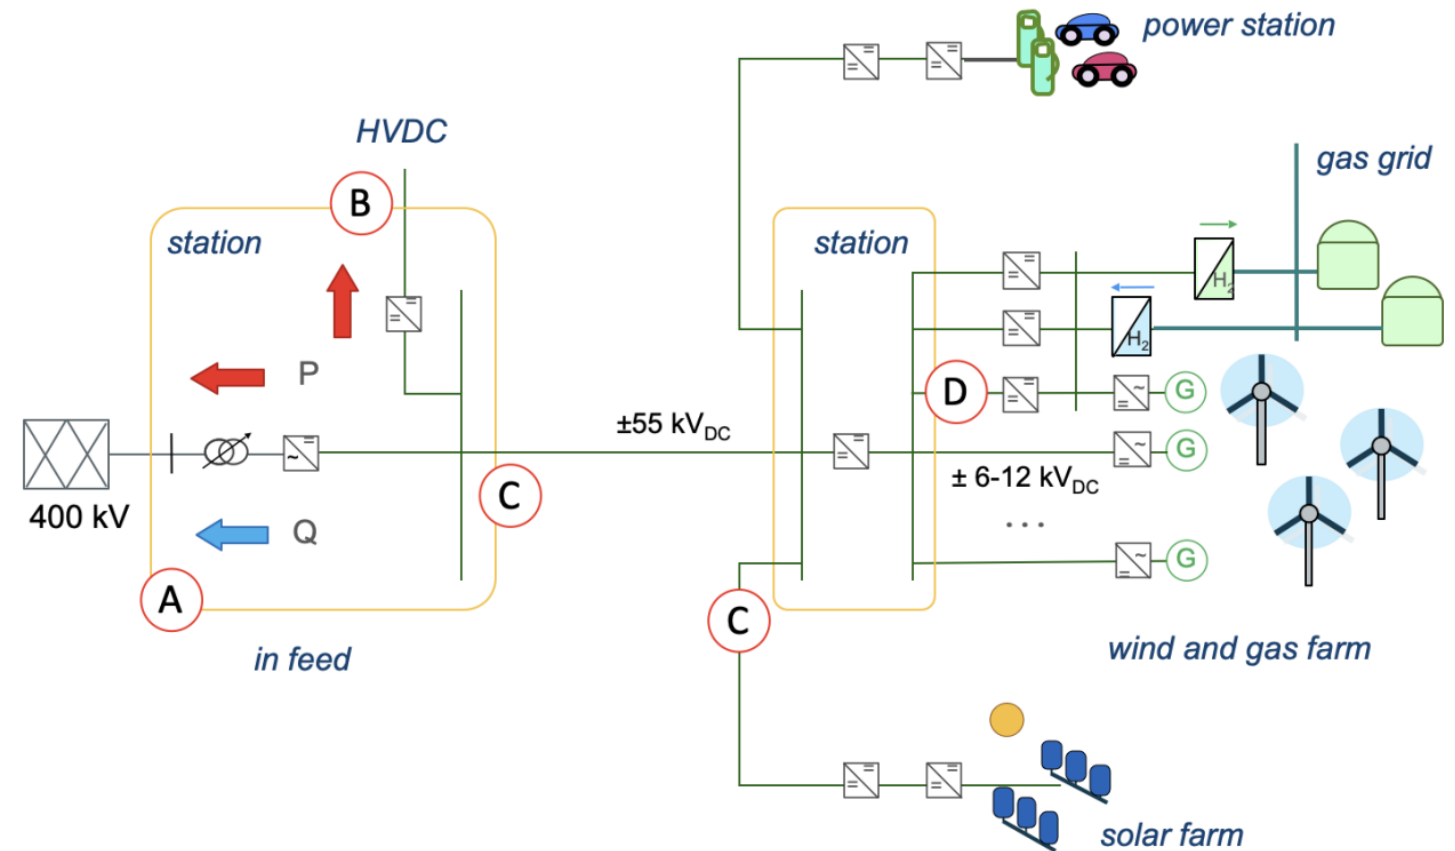 power station
HVDC
gas grid
B
station
station
H2
H2
P
D
G
±55 kVDC
G
± 6-12 kVDC
C
400 kV
...
Q
G
A
C
in feed
wind and gas farm
solar farm